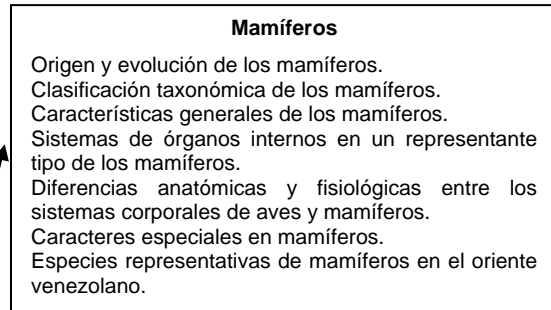 Mamíferos
Origen y evolución de los mamíferos.
Clasificación taxonómica de los mamíferos.
Características generales de los mamíferos.
Sistemas de órganos internos en un representante
tipo de los mamíferos.
Diferencias anatómicas y fisiológicas entre los
sistemas corporales de aves y mamíferos.
Caracteres especiales en mamíferos.
Especies representativas de mamíferos en el oriente
venezolano.